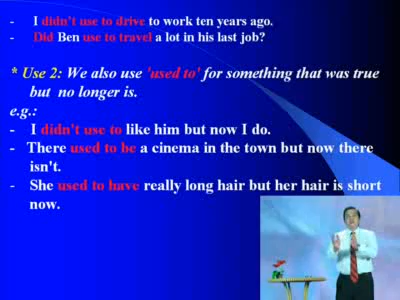 - I didn't use to drive to work ten years ago.
- Did Ben use to travel a lot in his last job?
* Use 2: We also use 'used to' for something that was true
but no longer is.
e.g.:
- I didn't use to like him but now I do.
- There used to be a cinema in the town but now there
isn't.
- She used to have really long hair but her hair is short
now.